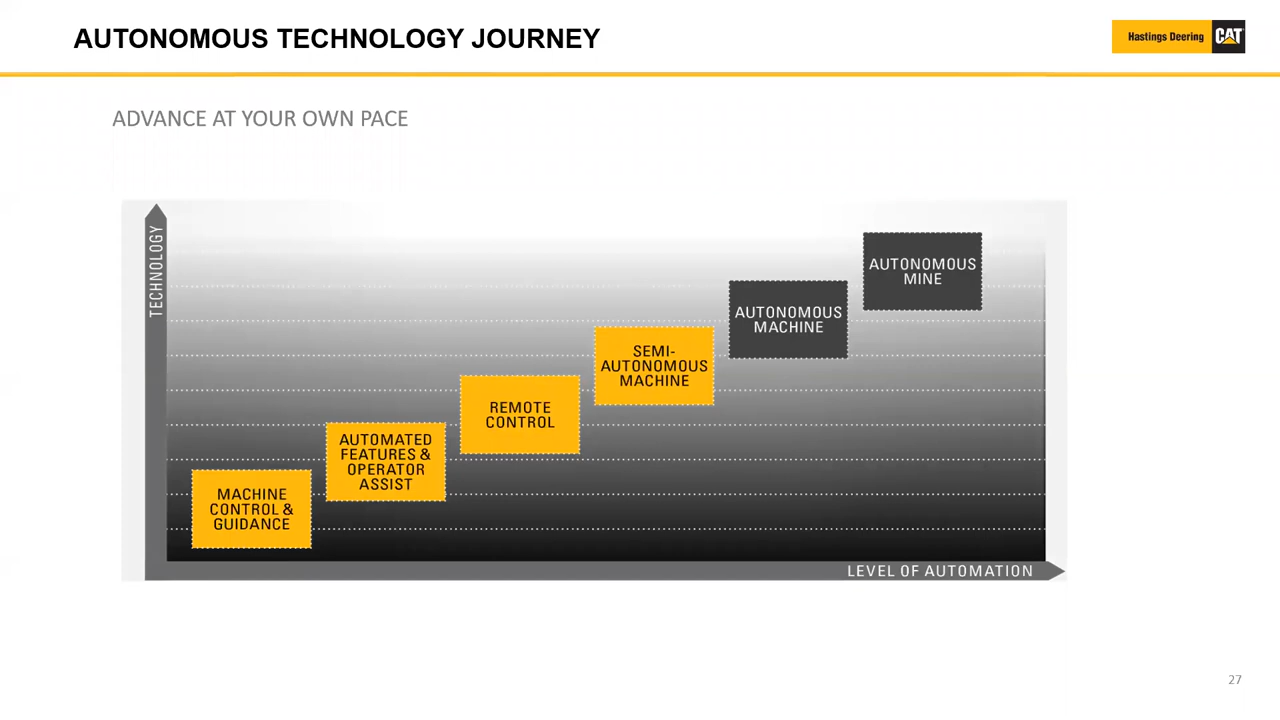 AUTONOMOUS TECHNOLOGY JOURNEY
Hastings Deering CAT
ADVANCE AT YOUR OWN PACE
TECHNOLOGY
AUTONOMOUS
MINE
AUTONOMOUS
MACHINE
SEMI-
AUTONOMOUS
MACHINE
REMOTE
CONTROL
AUTOMATED
FEATURES &
OPERATOR
ASSIST
MACHINE
CONTROL &
GUIDANCE
LEVEL OF AUTOMATION
27